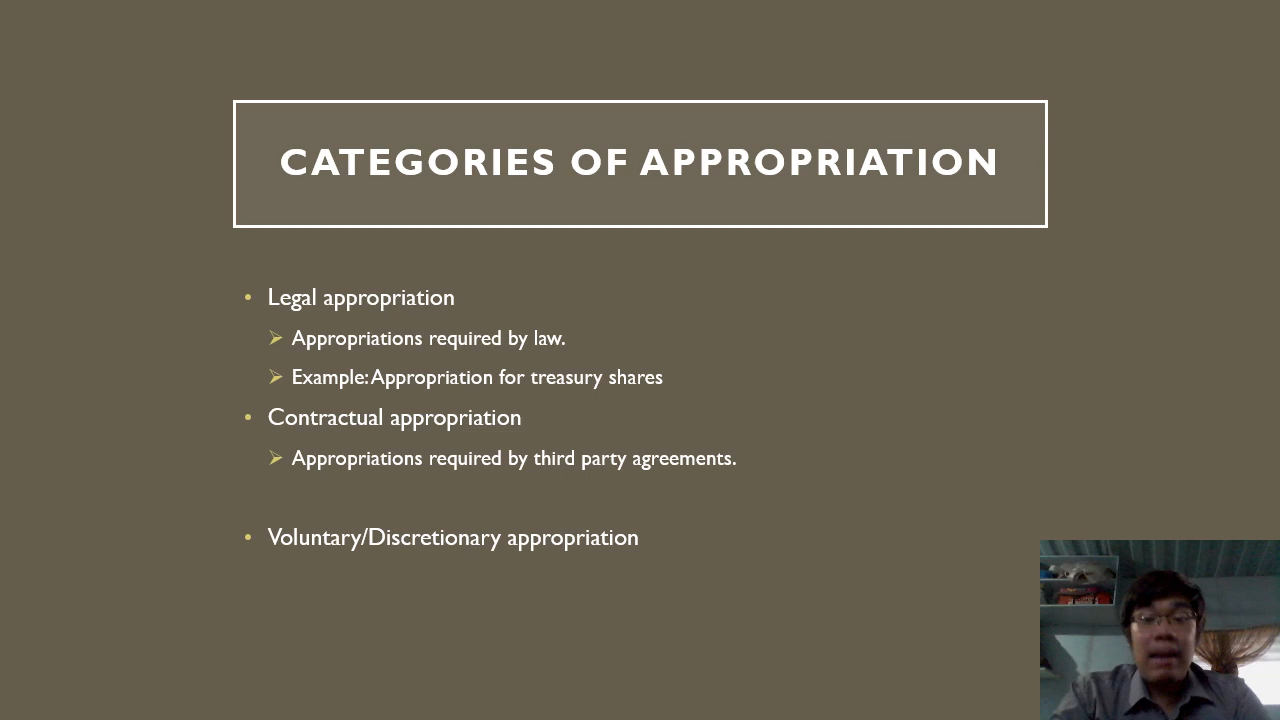 CATEGORIES OF APPROPRIATION
• Legal appropriation
➢ Appropriations required by law.
➢ Example: Appropriation for treasury shares
• Contractual appropriation
➢ Appropriations required by third party agreements.
• Voluntary/Discretionary appropriation